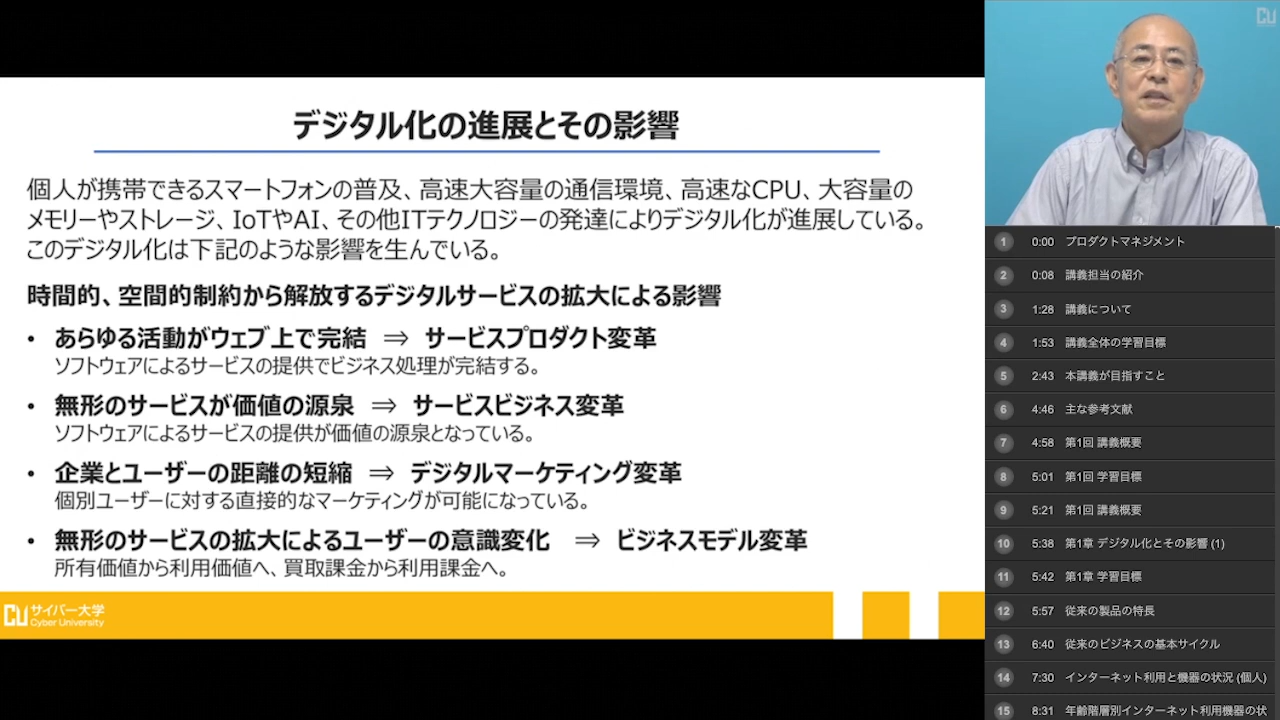 デジタル化の進展とその影響
個人が携帯できるスマートフォンの普及、高速大容量の通信環境、高速なCPU、大容量の
メモリーやストレージ、IoTやAI、その他ITテクノロジーの発達によりデジタル化が進展している。
このデジタル化は下記のような影響を生んでいる。
時間的、空間的制約から解放するデジタルサービスの拡大による影響
• あらゆる活動がウェブ上で完結 ⇒ サービスプロダクト変革
ソフトウェアによるサービスの提供でビジネス処理が完結する。
• 無形のサービスが価値の源泉 ⇒ サービスビジネス変革
ソフトウェアによるサービスの提供が価値の源泉となっている。
• 企業とユーザーの距離の短縮 ⇒ デジタルマーケティング変革
個別ユーザーに対する直接的なマーケティングが可能になっている。
• 無形のサービスの拡大によるユーザーの意識変化 ⇒ ビジネスモデル変革
所有価値から利用価値へ、買取課金から利用課金へ。
CU サイバー大学
Cyber University
CU
1 0:00 プロダクトマネジメント
2 0:08 講義担当の紹介
3 1:28 講義について
4 1:53 講義全体の学習目標
5 2:43 本講義が目指すこと
6 4:46 主な参考文献
7 4:58 第1回 講義概要
8 5:01 第1回 学習目標
9 5:21 第1回 講義概要
10 5:38 第1章 デジタル化とその影響 (1)
11 5:42 第1章 学習目標
12 5:57 従来の製品の特長
13 6:40 従来のビジネスの基本サイクル
14 7:30 インターネット利用と機器の状況 (個人)
15 8:31 年齢階層別インターネット利用機器の状